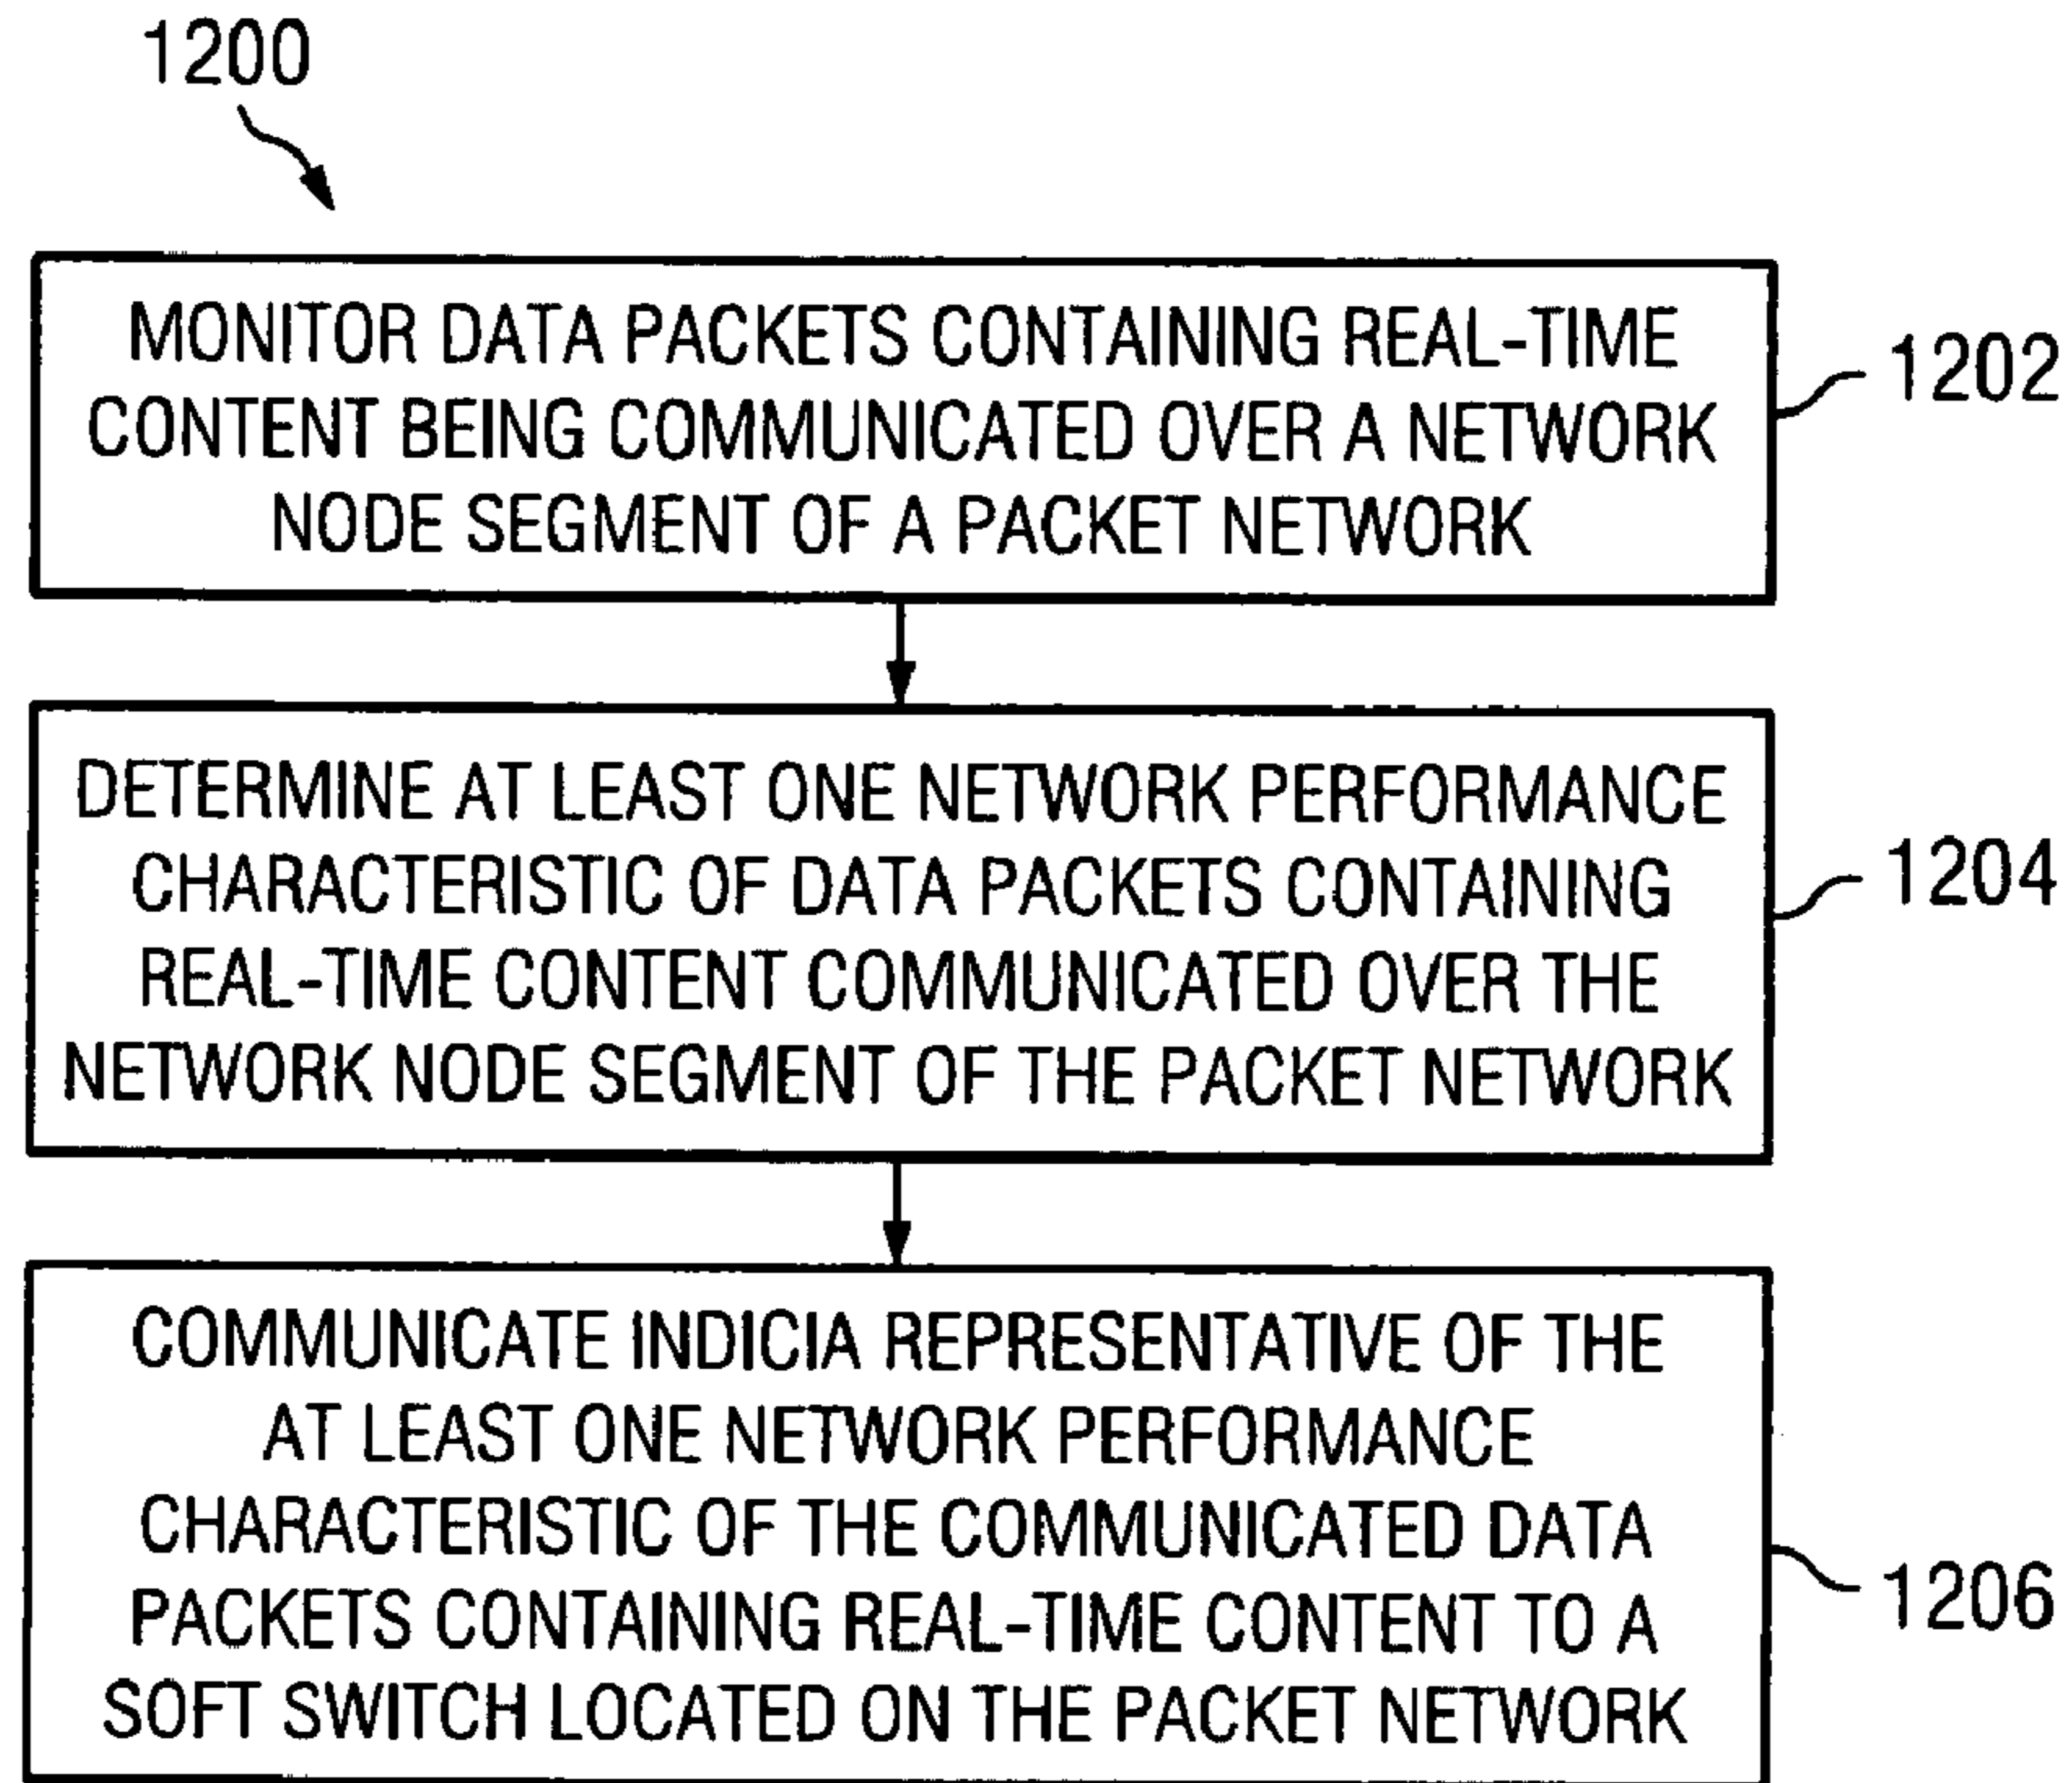 1200
MONITOR DATA PACKETS CONTAINING REAL-TIME
CONTENT BEING COMMUNICATED OVER A NETWORK
NODE SEGMENT OF A PACKET NETWORK
1202
DETERMINE AT LEAST ONE NETWORK PERFORMANCE
CHARACTERISTIC OF DATA PACKETS CONTAINING
REAL-TIME CONTENT COMMUNICATED OVER THE
NETWORK NODE SEGMENT OF THE PACKET NETWORK
1204
COMMUNICATE INDICIA REPRESENTATIVE OF THE
AT LEAST ONE NETWORK PERFORMANCE
CHARACTERISTIC OF THE COMMUNICATED DATA
PACKETS CONTAINING REAL-TIME CONTENT TO A
SOFT SWITCH LOCATED ON THE PACKET NETWORK
1206